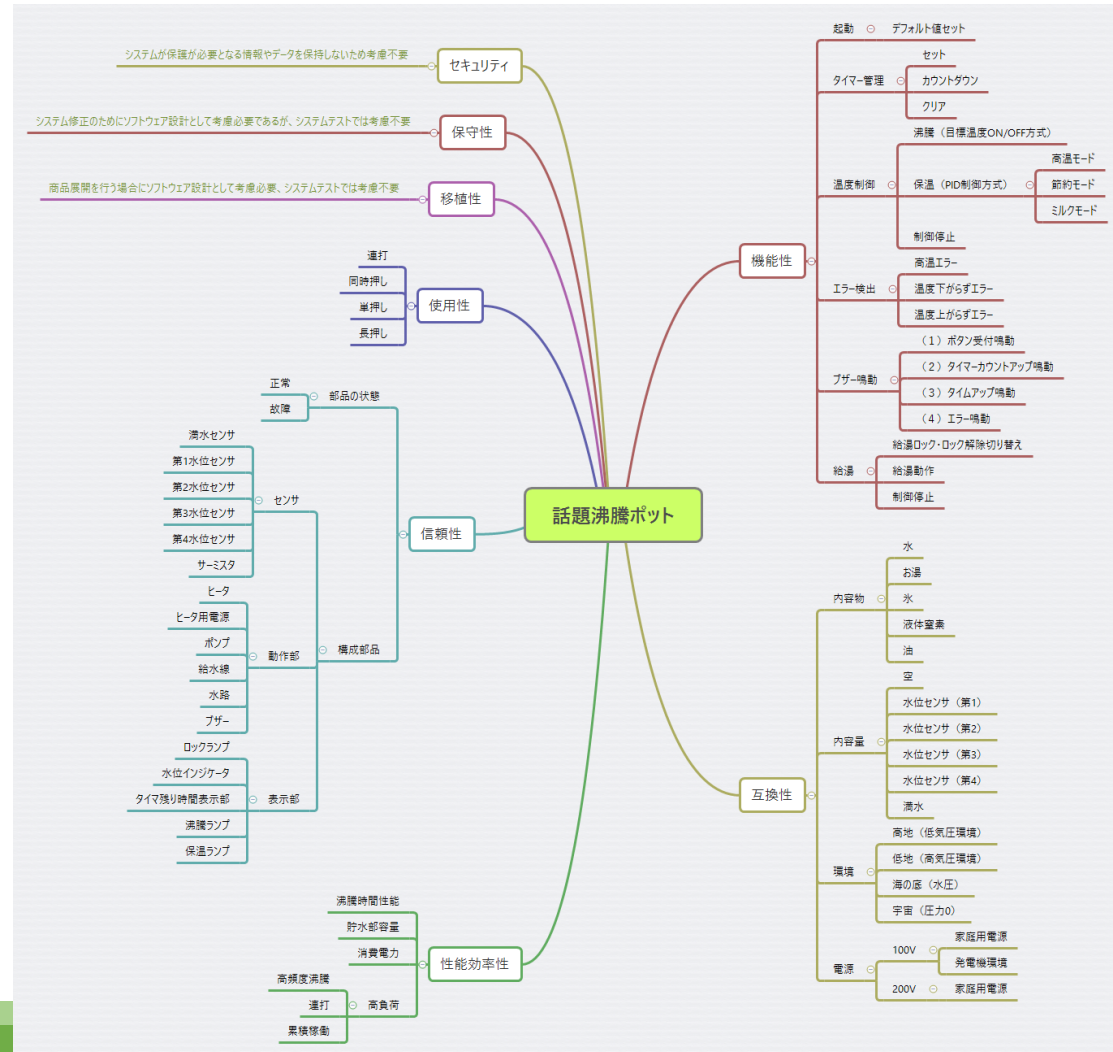 話題沸騰ポット
機能性
起動
デフォルト値セット
タイマー管理
セット
カウントダウン
クリア
温度制御
沸騰（目標温度ON/OFF方式）
保温（PID制御方式）
高温モード
節約モード
ミルクモード
制御停止
エラー検出
高温エラー
温度下がらずエラー
温度上がらずエラー
ブザー鳴動
（1）ボタン受付鳴動
（2）タイマーカウントアップ鳴動
（3）タイムアップ鳴動
（4）エラー鳴動
給湯
給湯ロック・ロック解除切り替え
給湯動作
制御停止
互換性
内容物
水
お湯
氷
液体窒素
油
内容量
空
水位センサ（第1）
水位センサ（第2）
水位センサ（第3）
水位センサ（第4）
満水
環境
高地（低気圧環境）
低地（高気圧環境）
海の底（水圧）
宇宙（圧力0）
電源
100V
家庭用電源
発電機環境
200V
家庭用電源
セキュリティ
システムが保護が必要となる情報やデータを保持しないため考慮不要
保守性
システム修正のためにソフトウェア設計として考慮必要であるが、システムテストでは考慮不要
移植性
商品展開を行う場合にソフトウェア設計として考慮必要、システムテストでは考慮不要
使用性
連打
同時押し
単押し
長押し
信頼性
部品の状態
正常
故障
構成部品
センサ
満水センサ
第1水位センサ
第2水位センサ
第3水位センサ
第4水位センサ
サーミスタ
動作部
ヒータ
ヒータ用電源
ポンプ
給水線
水路
ブザー
表示部
ロックランプ
水位インジケータ
タイマ残り時間表示部
沸騰ランプ
保温ランプ
性能効率性
沸騰時間性能
貯水部容量
消費電力
高負荷
高頻度沸騰
連打
累積稼働